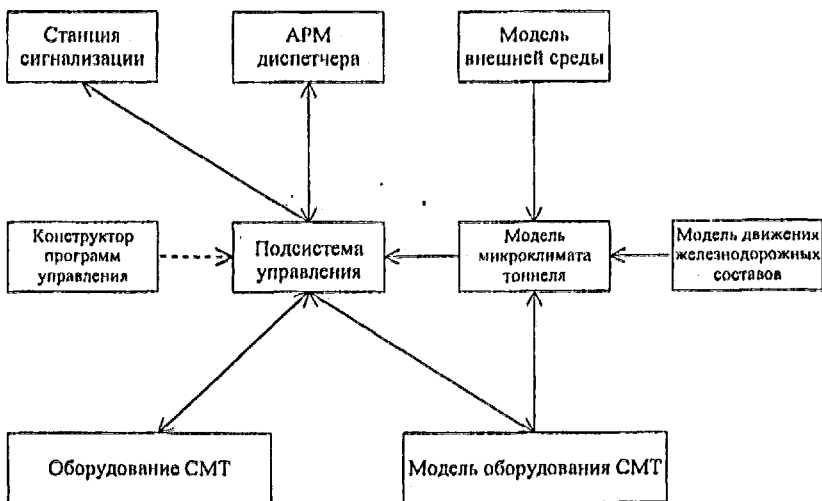 Станция
сигнализации
АРМ
диспетчера
Модель
внешней среды
Конструктор
программ
управления
Подсистема
управления
Модель
микроклимата
тоннеля
Модель движения
железнодорожных
составов
Оборудование СМТ
Модель оборудования СМТ